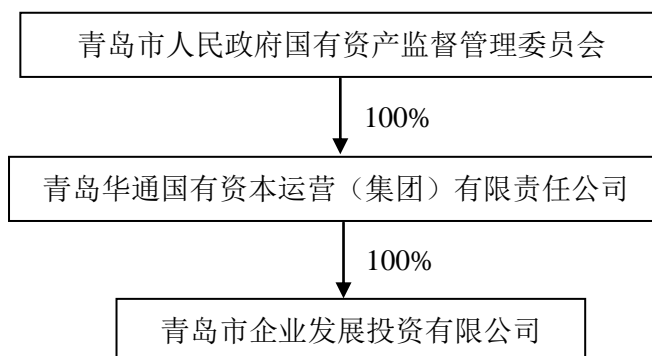 青岛市人民政府国有资产监督管理委员会
100%
青岛华通国有资本运营（集团）有限责任公司
100%
青岛市企业发展投资有限公司